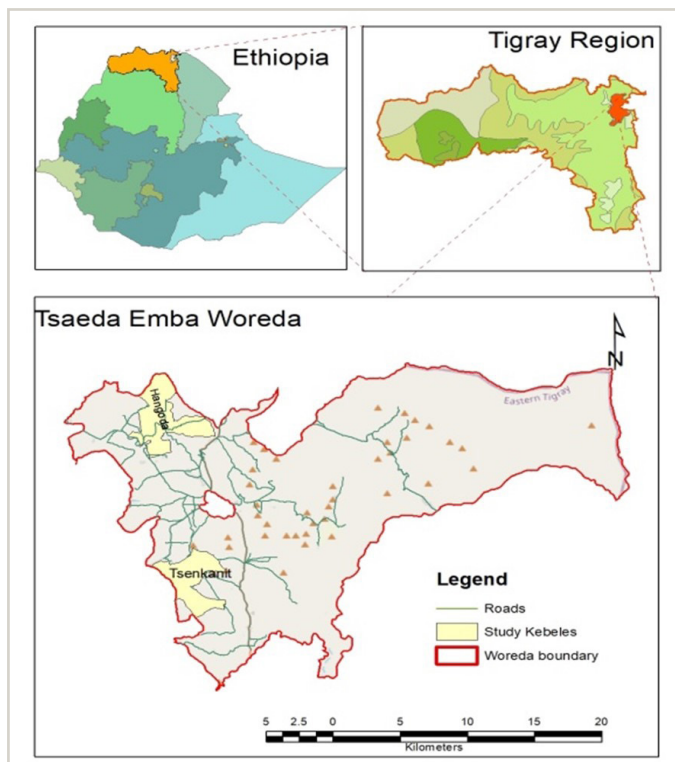 Ethiopia
Tigray Region
Tsaeda Emba Woreda
N
Eastern Tigray
Hangoda
Tsenkanit
Legend
Roads
Study Kebeles
Woreda boundary
5 2.5 0 5 10 15 20
Kilometers